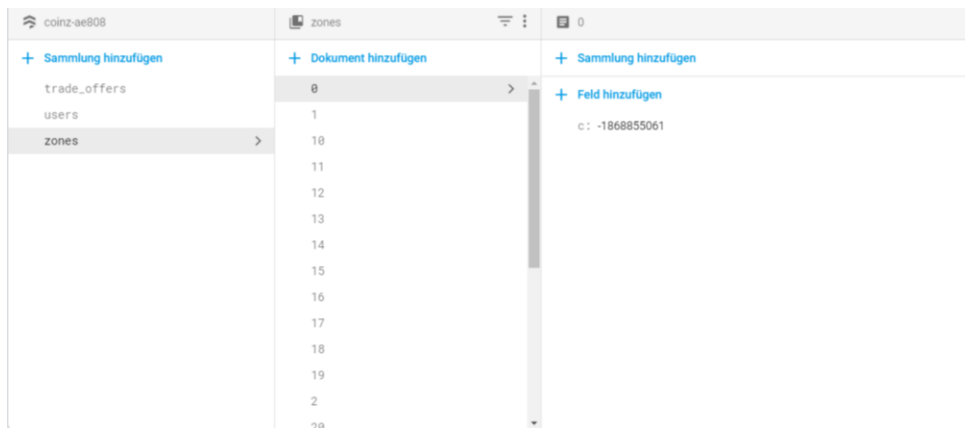 coinz-ae808
Sammlung hinzufügen
trade_offers
users
zones
zones
Dokument hinzufügen
0
1
10
11
12
13
14
15
16
17
18
19
2
20
0
Sammlung hinzufügen
Feld hinzufügen
c: -1868855061